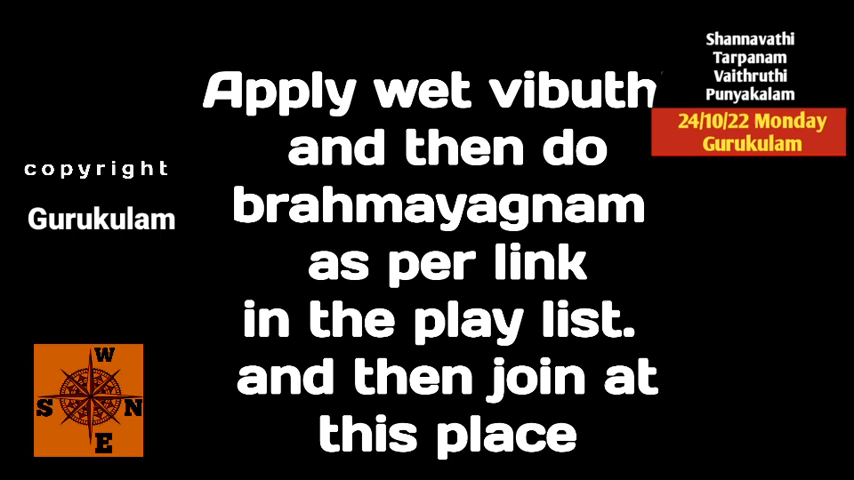 Shannavathi
Tarpanam
Vaithruthi
Punyakalam
24/10/22 Monday
Gurukulam
Apply wet vibuth
and then do
brahmayagnam
as per link
in the play list.
and then join at
this place
copyright
Gurukulam
W
S N
E